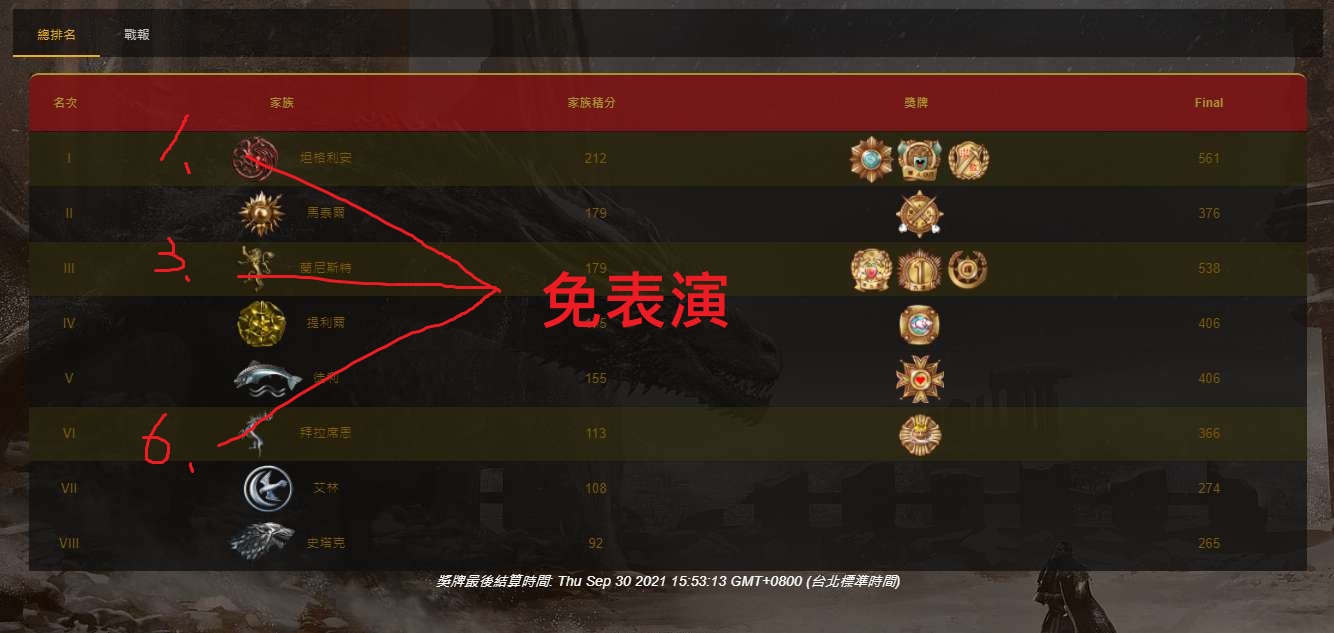 總排名 戰報
名次 家族 家族積分 獎牌 Final
1.
I 坦格利安 212 561
II 馬泰爾 179 376
3.
III 蘭尼斯特 179 538
免表演
IV 提利爾 406
V 徒利 155 406
6.
VI 拜拉席恩 113 366
VII 艾林 108 274
VIII 史塔克 92 265
獎牌最後結算時間: Thu Sep 30 2021 15:53:13 GMT+0800 (台北標準時間)